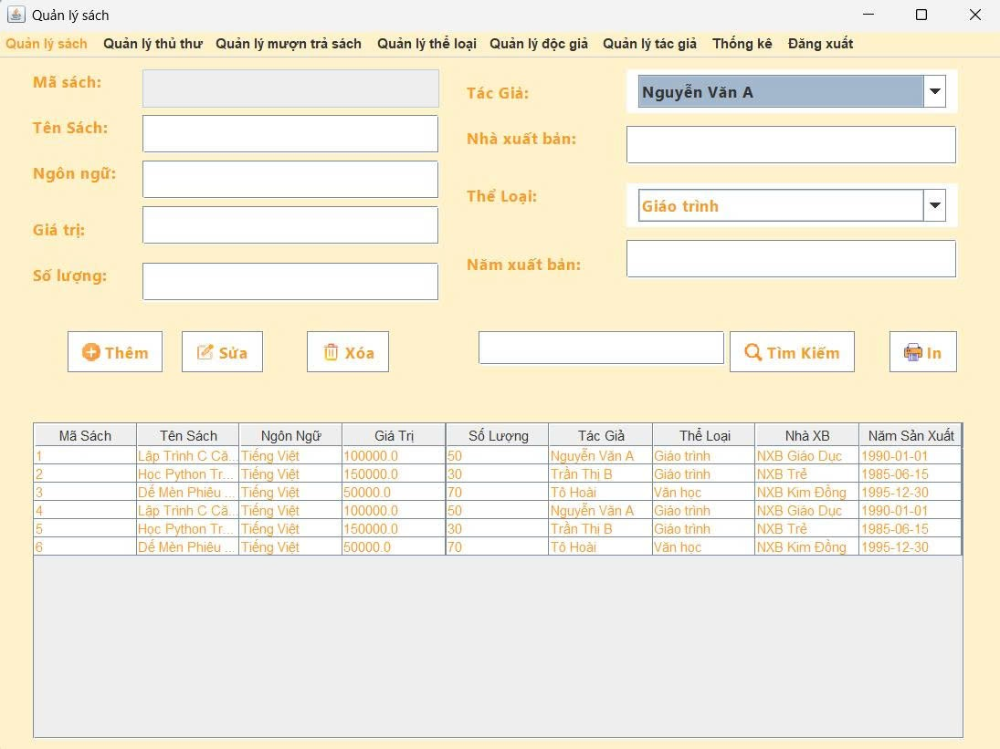 Quản lý sách
Quản lý sách Quản lý thủ thư Quản lý mượn trả sách Quản lý thể loại Quản lý độc giả Quản lý tác giả Thống kê Đăng xuất
Mã sách:
Tên Sách:
Ngôn ngữ:
Giá trị:
Số lượng:
Tác Giả: Nguyễn Văn A
Nhà xuất bản:
Thể Loại: Giáo trình
Năm xuất bản:
Thêm Sửa Xóa Tìm Kiếm In
Mã Sách Tên Sách Ngôn Ngữ Giá Trị Số Lượng Tác Giả Thể Loại Nhà XB Năm Sản Xuất
1 Lập Trình C Că... Tiếng Việt 100000.0 50 Nguyễn Văn A Giáo trình NXB Giáo Dục 1990-01-01
2 Học Python Tr... Tiếng Việt 150000.0 30 Trần Thị B Giáo trình NXB Trẻ 1985-06-15
3 Dế Mèn Phiêu ... Tiếng Việt 50000.0 70 Tô Hoài Văn học NXB Kim Đồng 1995-12-30
4 Lập Trình C Că... Tiếng Việt 100000.0 50 Nguyễn Văn A Giáo trình NXB Giáo Dục 1990-01-01
5 Học Python Tr... Tiếng Việt 150000.0 30 Trần Thị B Giáo trình NXB Trẻ 1985-06-15
6 Dế Mèn Phiêu ... Tiếng Việt 50000.0 70 Tô Hoài Văn học NXB Kim Đồng 1995-12-30